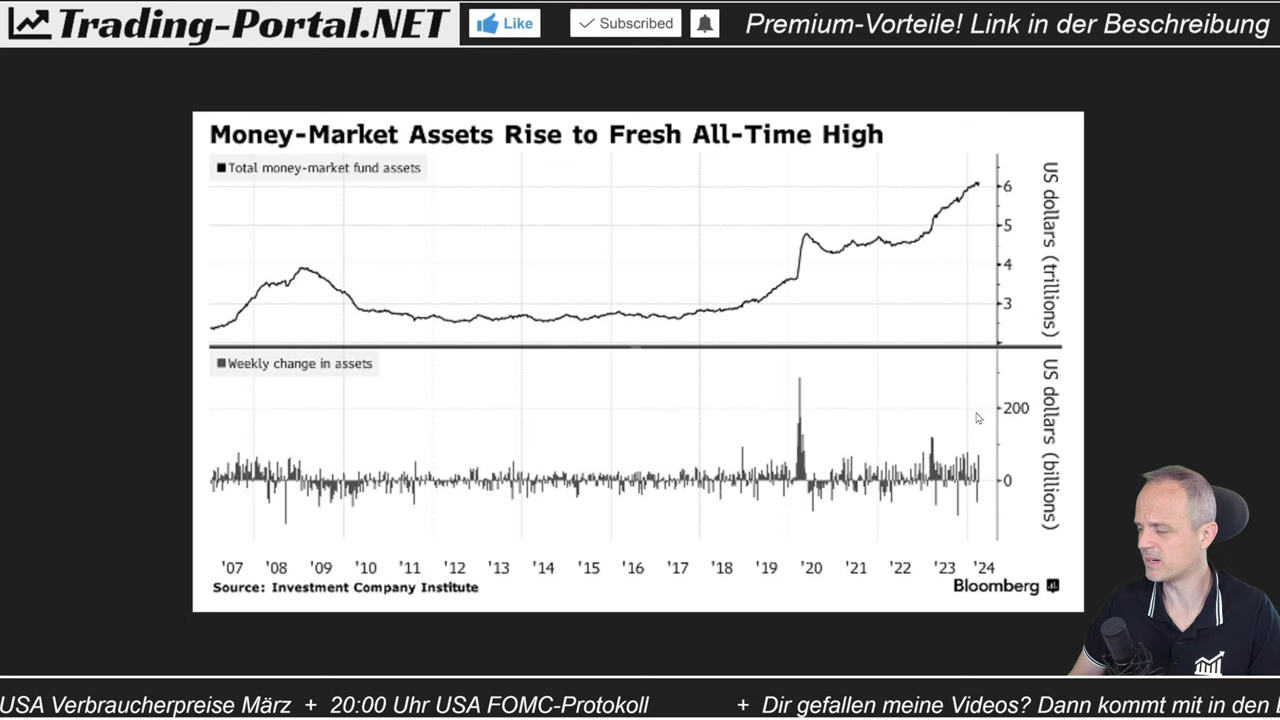 Trading-Portal.NET
Like
Subscribed
Premium-Vorteile! Link in der Beschreibung
Money-Market Assets Rise to Fresh All-Time High
Total money-market fund assets
6
5
4
3
US dollars (trillions)
Weekly change in assets
200
0
US dollars (billions)
'07 '08 '09 '10 '11 '12 '13 '14 '15 '16 '17 '18 '19 '20 '21 '22 '23 '24
Source: Investment Company Institute
Bloomberg
USA Verbraucherpreise März + 20:00 Uhr USA FOMC-Protokoll + Dir gefallen meine Videos? Dann kommt mit in den